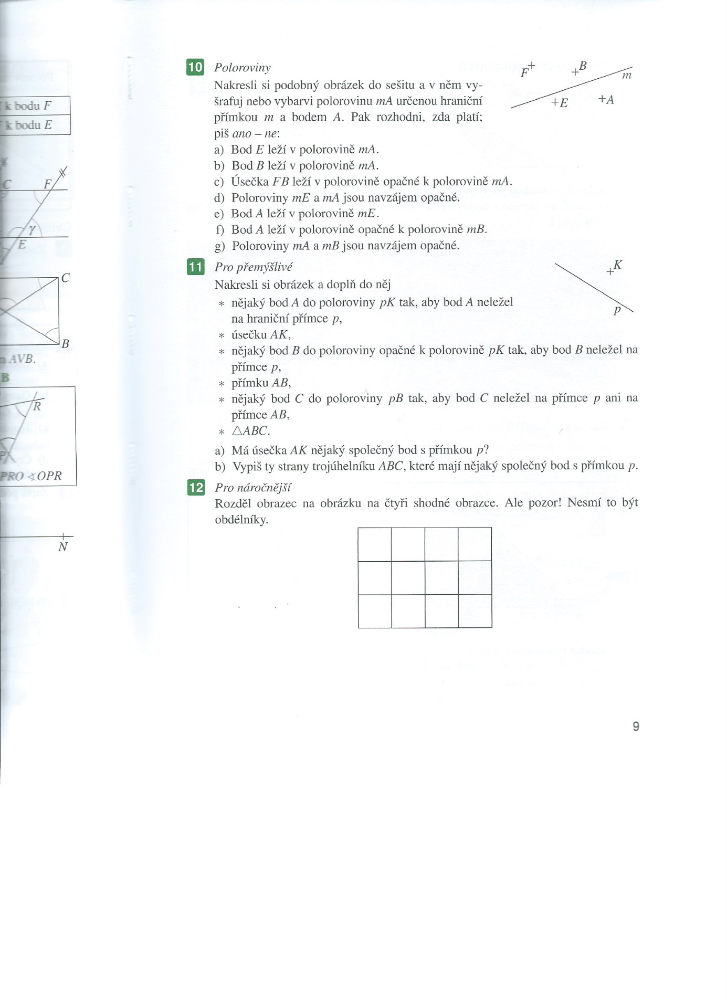 10 Poloroviny
Nakresli si podobný obrázek do sešitu a v něm vy-
šrafuj nebo vybarvi polorovinu mA určenou hraniční
přímkou m a bodem A. Pak rozhodni, zda platí;
piš ano – ne:
a) Bod E leží v polorovině mA.
b) Bod B leží v polorovině mA.
c) Úsečka FB leží v polorovině opačné k polorovině mA.
d) Poloroviny mE a mA jsou navzájem opačné.
e) Bod A leží v polorovině mE.
f) Bod A leží v polorovině opačné k polorovině mB.
g) Poloroviny mA a mB jsou navzájem opačné.
F
B
m
E
A
11 Pro přemýšlivé
Nakresli si obrázek a doplň do něj
* nějaký bod A do poloroviny pK tak, aby bod A neležel
na hraniční přímce p,
* úsečku AK,
* nějaký bod B do poloroviny opačné k polorovině pK tak, aby bod B neležel na
přímce p,
* přímku AB,
* nějaký bod C do poloroviny pB tak, aby bod C neležel na přímce p ani na
přímce AB,
* △ABC.
K
p
a) Má úsečka AK nějaký společný bod s přímkou p?
b) Vypiš ty strany trojúhelníku ABC, které mají nějaký společný bod s přímkou p.
12 Pro náročnější
Rozděl obrazec na obrázku na čtyři shodné obrazce. Ale pozor! Nesmí to být
obdélníky.
9
k bodu F
k bodu E
C
F
γ
E
C
B
AVB.
B
R
P
PRO ∢OPR
N